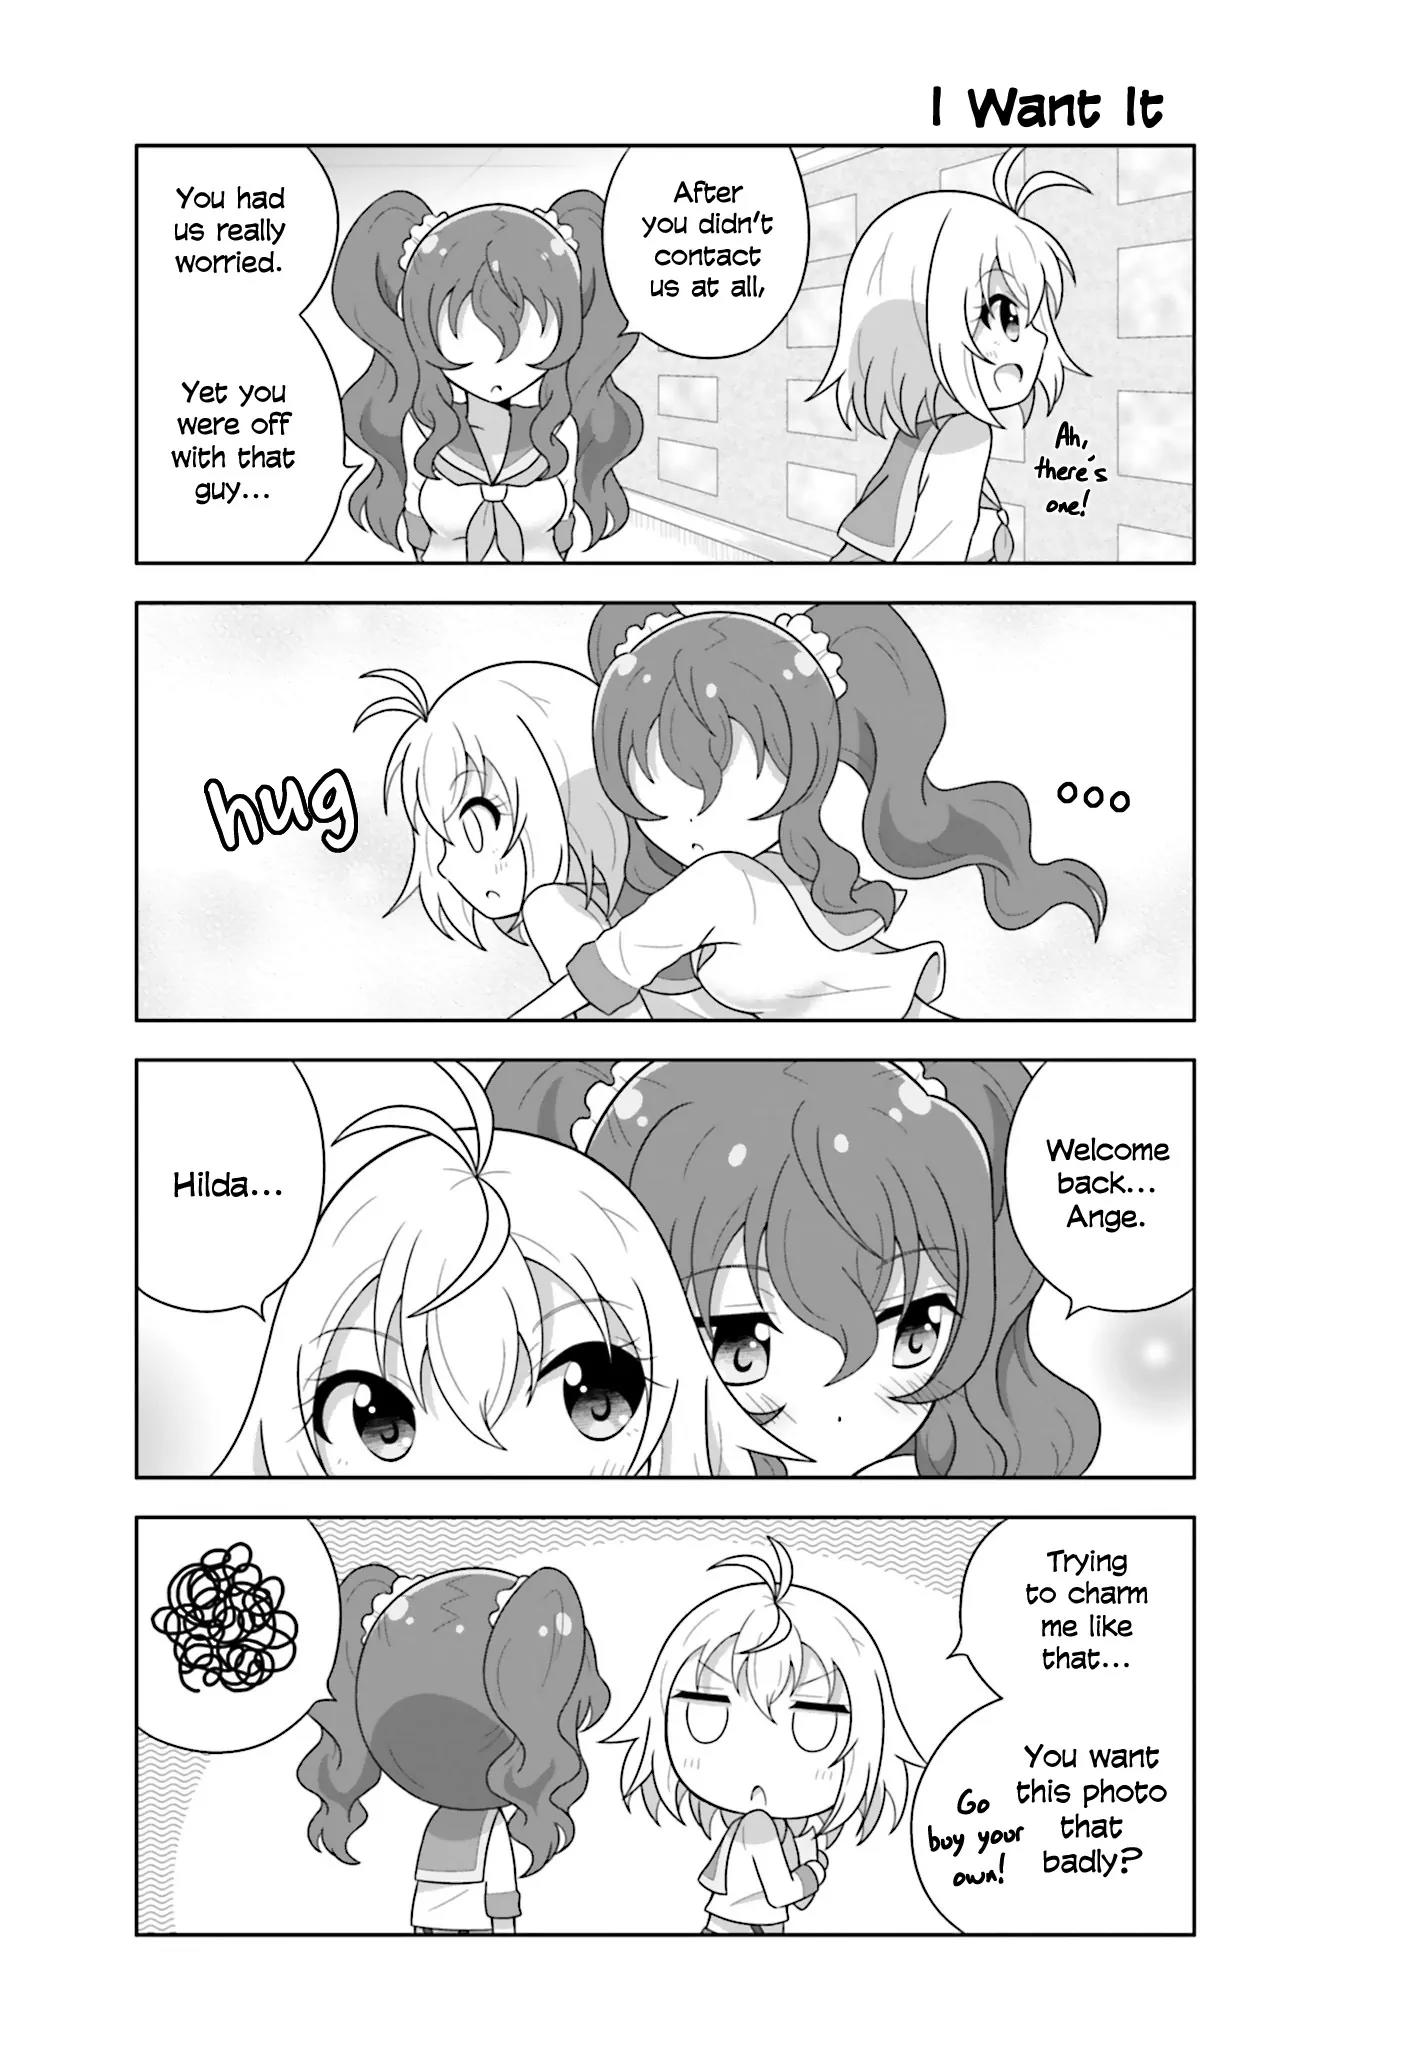 I Want It
After
you didn't
contact
us at all,
Ah,
there's
one!
You had
us really
worried.
Yet you
were off
with that
guy...
ooo
hug
Welcome
back...
Ange.
Hilda...
Trying
to charm
me like
that...
You want
this photo
that
badly?
Go
buy your
own!